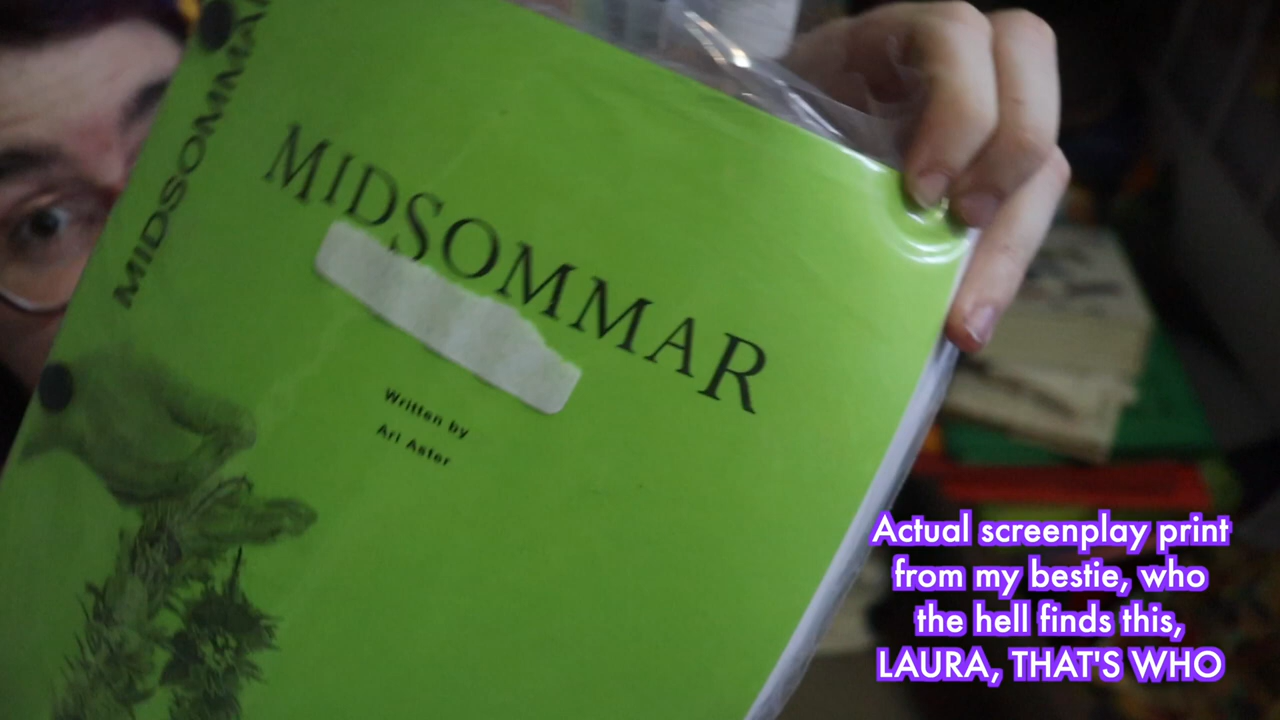 MIDSOMMAR
MIDSOMMAR
Written by
Ari Aster
Actual screenplay print
from my bestie, who
the hell finds this,
LAURA, THAT'S WHO